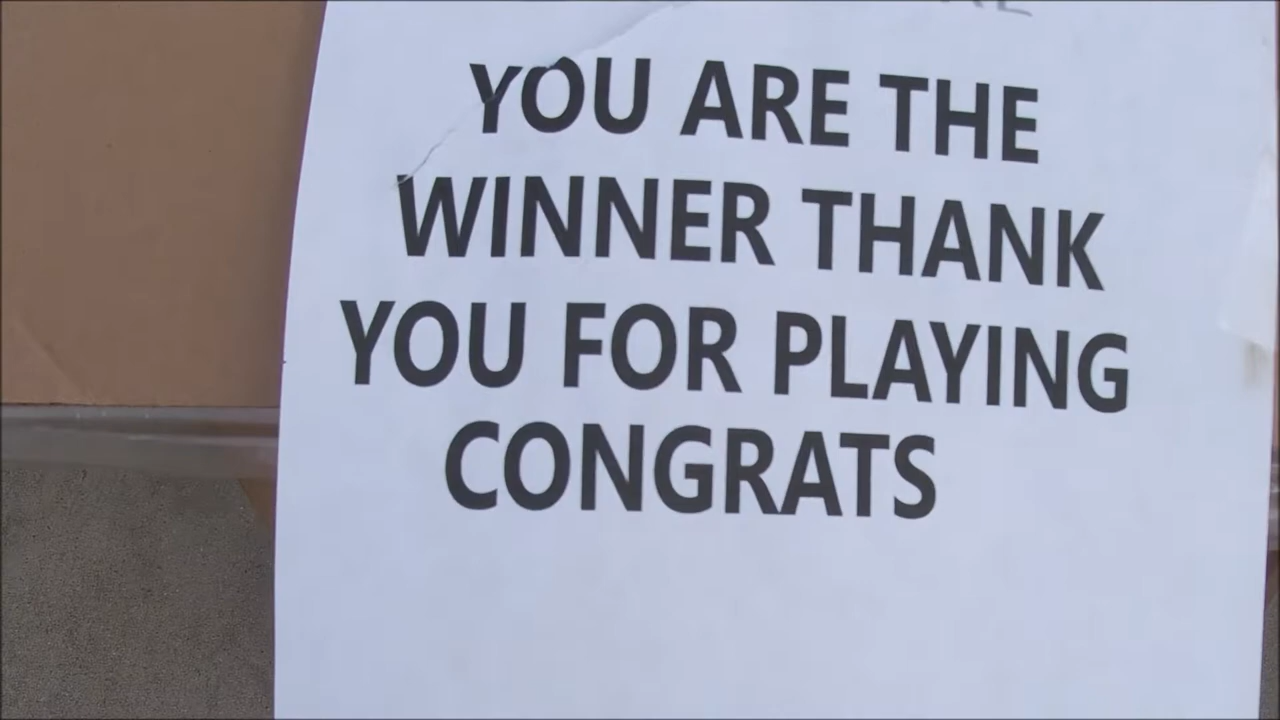 YOU ARE THE
WINNER THANK
YOU FOR PLAYING
CONGRATS